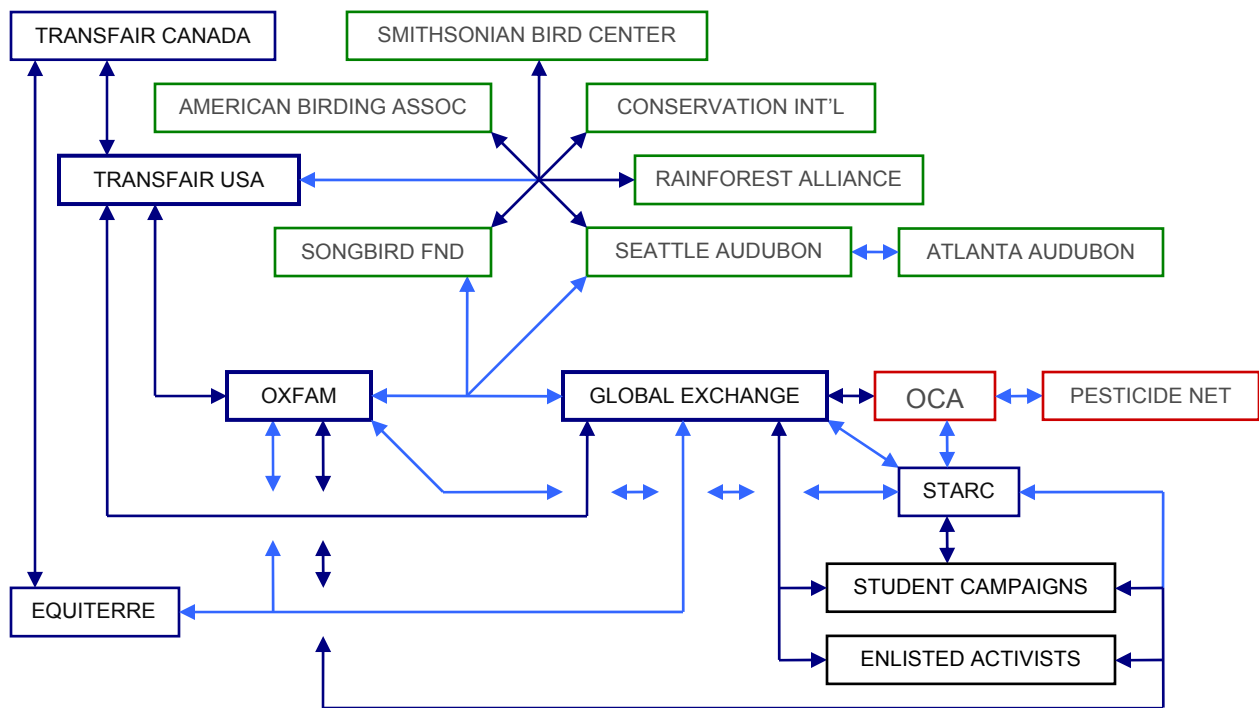 TRANSFAIR CANADA
SMITHSONIAN BIRD CENTER
AMERICAN BIRDING ASSOC
CONSERVATION INT'L
TRANSFAIR USA
RAINFOREST ALLIANCE
SONGBIRD FND
SEATTLE AUDUBON
ATLANTA AUDUBON
OXFAM
GLOBAL EXCHANGE
OCA
PESTICIDE NET
STARC
STUDENT CAMPAIGNS
EQUITERRE
ENLISTED ACTIVISTS